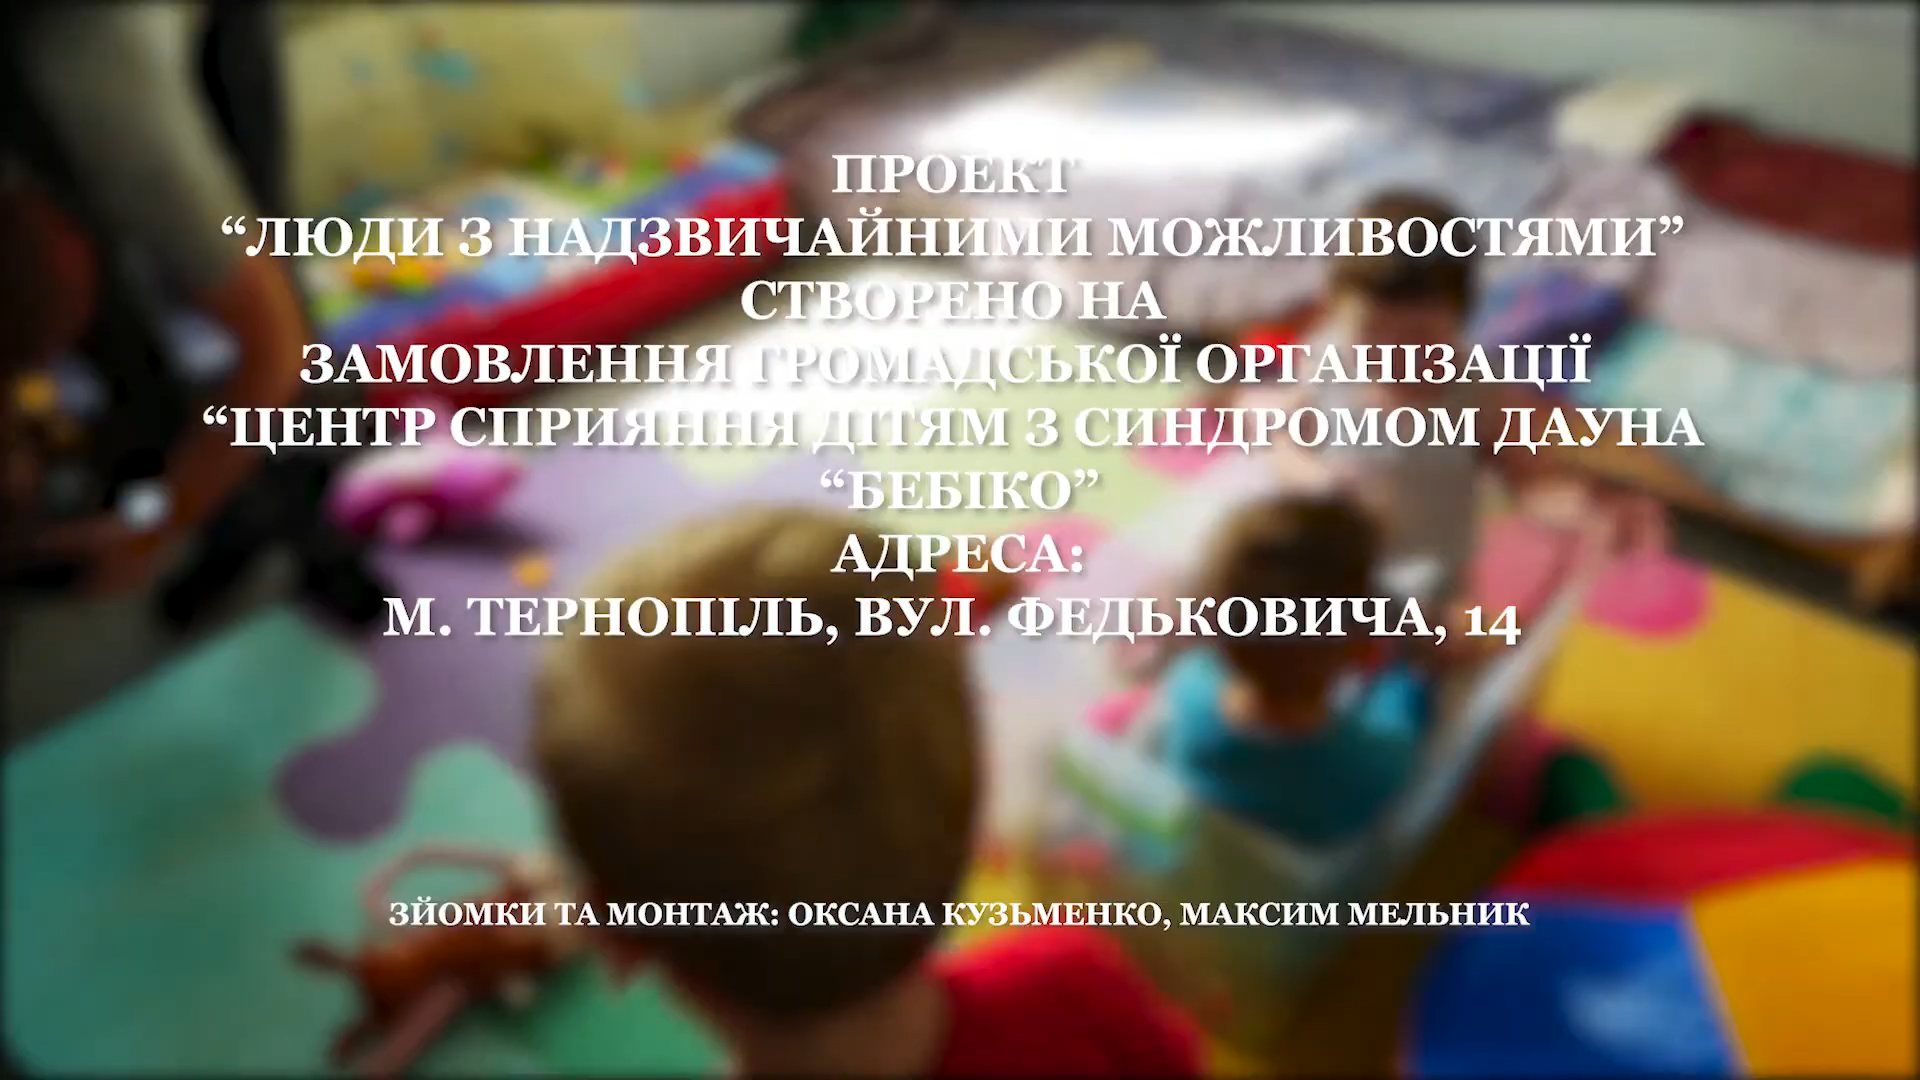 ПРОЕКТ
“ЛЮДИ З НАДЗВИЧАЙНИМИ МОЖЛИВОСТЯМИ”
СТВОРЕНО НА
ЗАМОВЛЕННЯ ГРОМАДСЬКОЇ ОРГАНІЗАЦІЇ
“ЦЕНТР СПРИЯННЯ ДІТЯМ З СИНДРОМОМ ДАУНА
“БЕБІКО”
АДРЕСА:
М. ТЕРНОПІЛЬ, ВУЛ. ФЕДЬКОВИЧА, 14
ЗЙОМКИ ТА МОНТАЖ: ОКСАНА КУЗЬМЕНКО, МАКСИМ МЕЛЬНИК